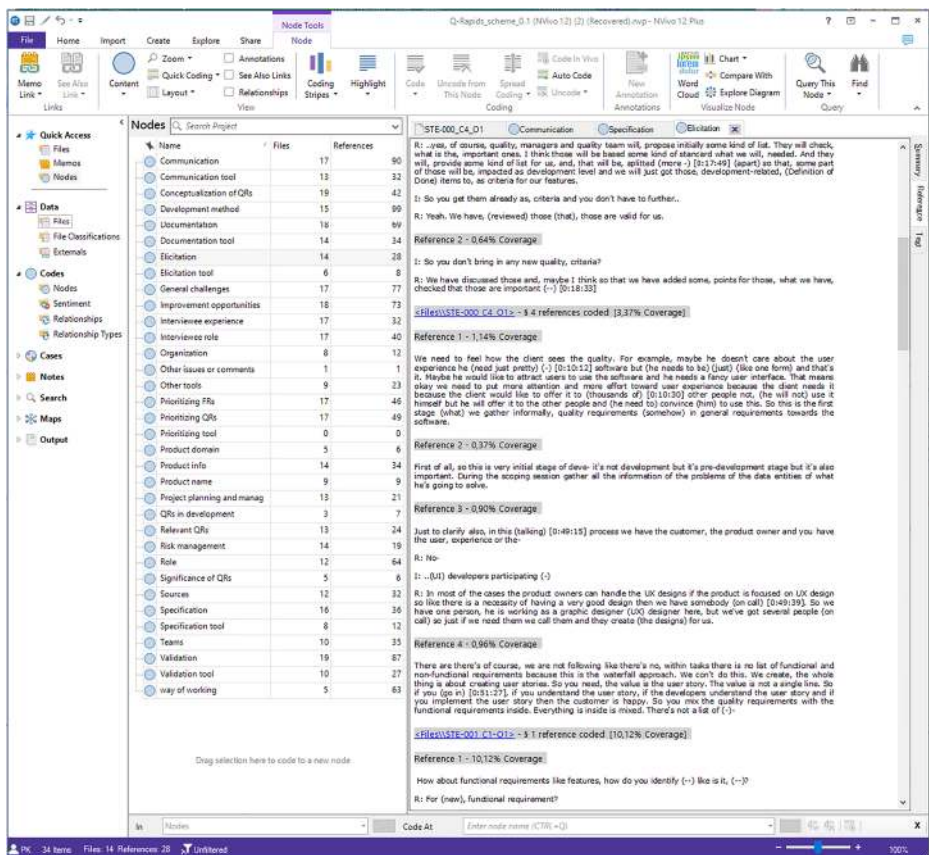 Node Tools
Q-Rapids_scheme_0.1 (NVivo 12) (2) (Recovered).nvp - NVivo 12 Plus
File Home Import Create Explore Share Node
Memo Link
See Also Link
Content
Zoom
Quick Coding
Layout
Annotations
See Also Links
Relationships
Coding Stripes
Highlight
Code
Uncode from This Node
Spread Coding
Code In Vivo
Auto Code
Uncode
New Annotation
Word Cloud
Chart
Compare With
Explore Diagram
Query This Node
Find
Links View Coding Annotations Visualize Node Query
Quick Access
Files
Memos
Nodes
Data
Files
File Classifications
Externals
Codes
Nodes
Sentiment
Relationships
Relationship Types
Cases
Notes
Search
Maps
Output
Nodes Search Project
Name Files References
Communication 17 90
Communication tool 13 32
Conceptualization of QRs 19 42
Development method 15 99
Documentation 18 69
Documentation tool 14 34
Elicitation 14 28
Elicitation tool 6 8
General challenges 17 77
Improvement opportunities 18 73
Interviewee experience 17 32
Interviewee role 17 40
Organization 8 12
Other issues or comments 1 1
Other tools 9 23
Prioritizing FRs 17 46
Prioritizing QRs 17 49
Prioritizing tool 0 0
Product domain 5 6
Product info 14 34
Product name 9 9
Project planning and manag 13 21
QRs in development 3 7
Relevant QRs 13 24
Risk management 14 19
Role 12 64
Significance of QRs 5 6
Sources 12 32
Specification 16 36
Specification tool 8 12
Teams 10 35
Validation 19 87
Validation tool 10 27
way of working 5 63
Drag selection here to code to a new node
STE-000_C4_O1 Communication Specification Elicitation
R: ..yes, of course, quality, managers and quality team will, propose initially some kind of list. They will check,
what is the, important ones, I think those will be based some kind of stancard what we will, needed. And they
will, provide some kind of list for us, and, that will be, splitted (more -) [0:17:49] (apart) so that, some part
of those will be, impacted as development level and we will just got those, development-related, (Definition of
Done) items to, as criteria for our features.
I: So you get them already as, criteria and you don't have to further..
R: Yeah. We have, (reviewed) those (that), those are valid for us.
Reference 2 - 0,64% Coverage
I: So you don't bring in any new quality, criteria?
R: We have discussed those and, maybe I think so that we have added some, points for those, what we have,
checked that those are important (--) [0:18:33]
<Files\\STE-000 C4 O1> - § 4 references coded [3,37% Coverage]
Reference 1 - 1,14% Coverage
We need to feel how the client sees the quality. For example, maybe he doesn't care about the user
experience he (need just pretty) (-) [0:10:12] software but (he needs to be) (just) (like one form) and that's
it. Maybe he would like to attract users to use the software and he needs a fancy user interface. That means
okay we need to put more attention and more effort toward user experience because the client needs it
because the client would like to offer it to (thousands of) [0:10:30] other people not, (he will not) use it
himself but he will offer it to the other people and (he need to) convince (him) to use this. So this is the first
stage (what) we gather informally, quality requirements (somehow) in general requirements towards the
software.
Reference 2 - 0,37% Coverage
First of all, so this is very initial stage of deve- it's not development but it's pre-development stage but it's also
important. During the scoping session gather all the information of the problems of the data entities of what
he's going to solve.
Reference 3 - 0,90% Coverage
Just to clarify also, in this (talking) [0:49:15] process we have the customer, the product owner and you have
the user, experience or the-
R: No-
I: ..(UI) developers participating (-)
R: In most of the cases the product owners can handle the UX designs if the product is focused on UX design
so like there is a necessity of having a very good design then we have somebody (on call) [0:49:39]. So we
have one person, he is working as a graphic designer (UX) designer here, but we've got several people (on
call) so just if we need them we call them and they create (the designs) for us.
Reference 4 - 0,96% Coverage
There are there's of course, we are not following like there's no, within tasks there is no list of functional and
non-functional requirements because this is the waterfall approach. We con't do this. We create, the whole
thing is about creating user stories. So you need, the value is the user story. The value is not a single line. So
if you (go in) [0:51:27], if you understand the user story, if the developers understand the user story and if
you implement the user story then the customer is happy. So you mix the quality requirements with the
functional requirements inside. Everything is inside is mixed. There's not a list of (-)-
<Files\\STE-001 C1-O1> - § 1 reference coded [10,12% Coverage]
Reference 1 - 10,12% Coverage
How about functional requirements like features, how do you identify (--) like is it, (--)?
R: For (new), functional requirement?
Summary
Reference
Text
In Nodes
Code At Enter node name (CTRL+Q)
PK 34 Items Files: 14 References: 28 Unfiltered
100%